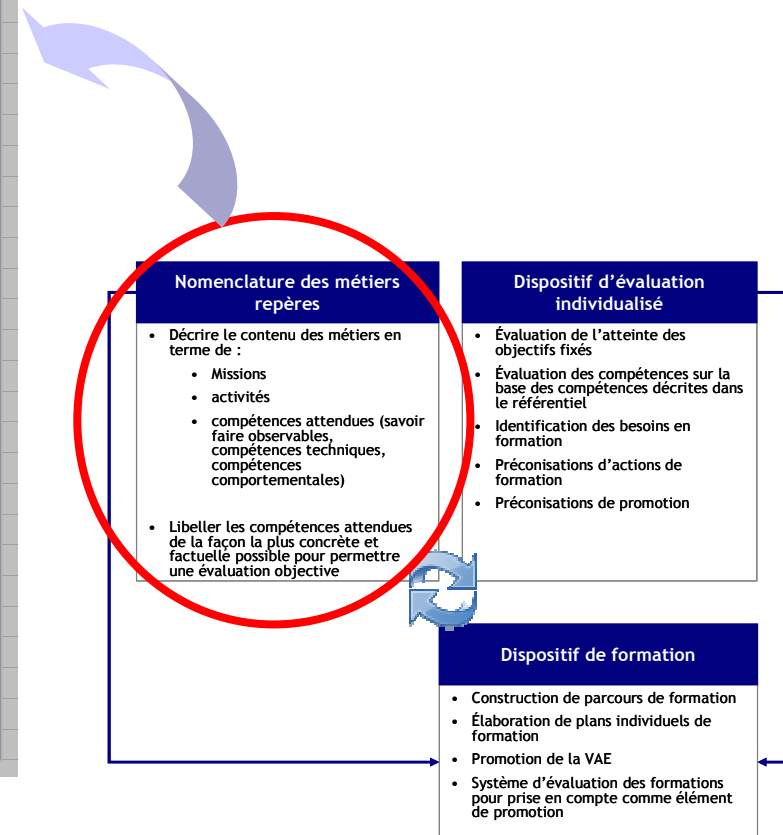 Nomenclature des métiers
repères
• Décrire le contenu des métiers en
terme de :
• Missions
• activités
• compétences attendues (savoir
faire observables,
compétences techniques,
compétences
comportementales)
• Libeller les compétences attendues
de la façon la plus concrète et
factuelle possible pour permettre
une évaluation objective
Dispositif d’évaluation
individualisé
• Évaluation de l’atteinte des
objectifs fixés
• Évaluation des compétences sur la
base des compétences décrites dans
le référentiel
• Identification des besoins en
formation
• Préconisations d’actions de
formation
• Préconisations de promotion
Dispositif de formation
• Construction de parcours de formation
• Élaboration de plans individuels de
formation
• Promotion de la VAE
• Système d’évaluation des formations
pour prise en compte comme élément
de promotion